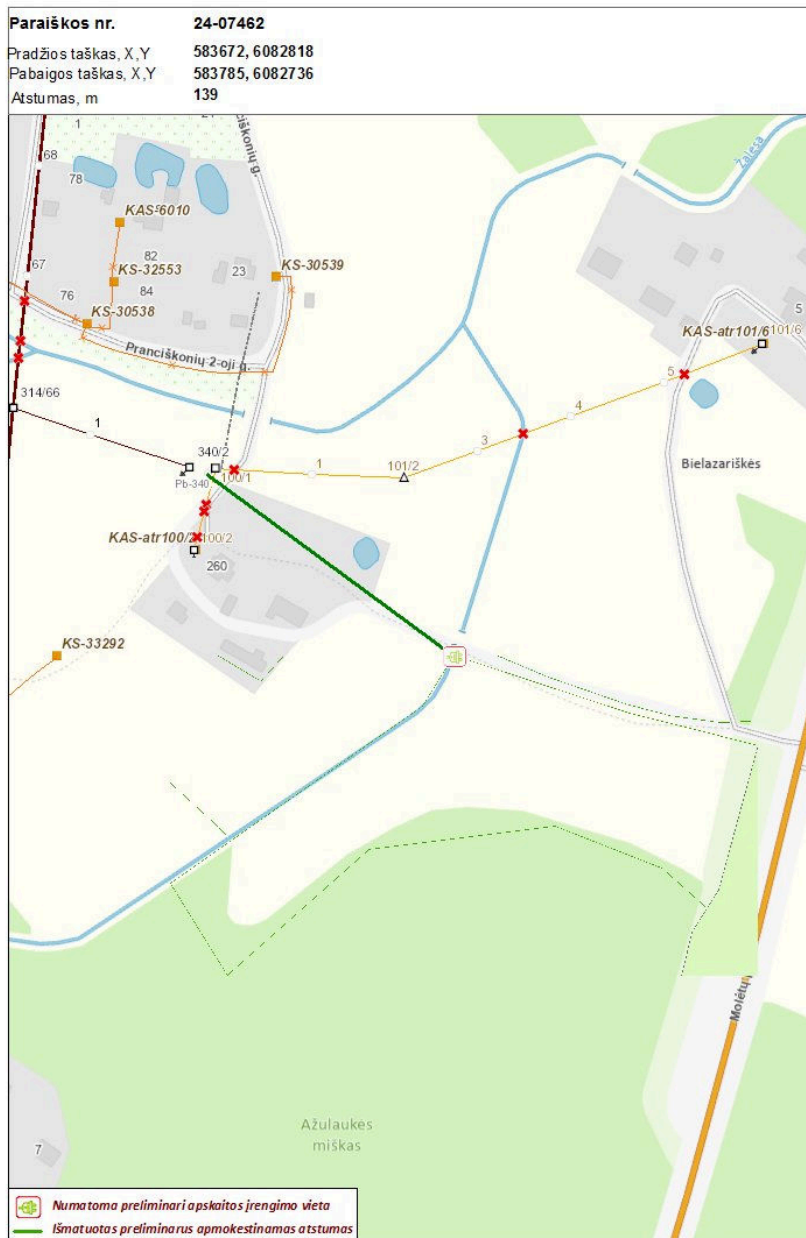 Paraiškos nr. 24-07462
Pradžios taškas, X,Y 583672, 6082818
Pabaigos taškas, X,Y 583785, 6082736
Atstumas, m 139
1
68
78
Žalesa
KAS-6010
67
82
KS-32553
23
KS-30539
84
76
KS-30538
5
KAS-atr101/6
101/6
Pranciškonių 2-oji g.
5
314/66
4
1
3
340/2
1
101/2
Bielazariškės
100/1
Pb-340
KAS-atr100/2
100/2
260
KS-33292
Molėtų
Ažulaukės
miškas
7
Numatoma preliminari apskaitos įrengimo vieta
Išmatuotas preliminarus apmokestinamas atstumas